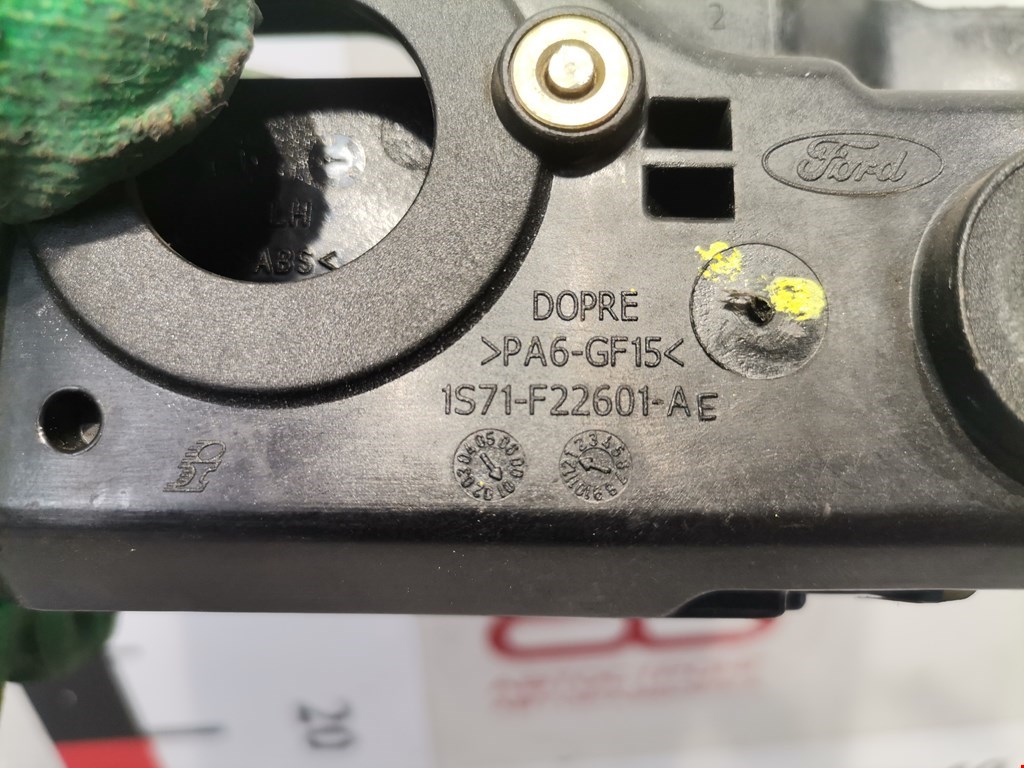 2
Ford
LH
ABS<
DOPRE
>PA6-GF15<
1S71-F22601-AE
20